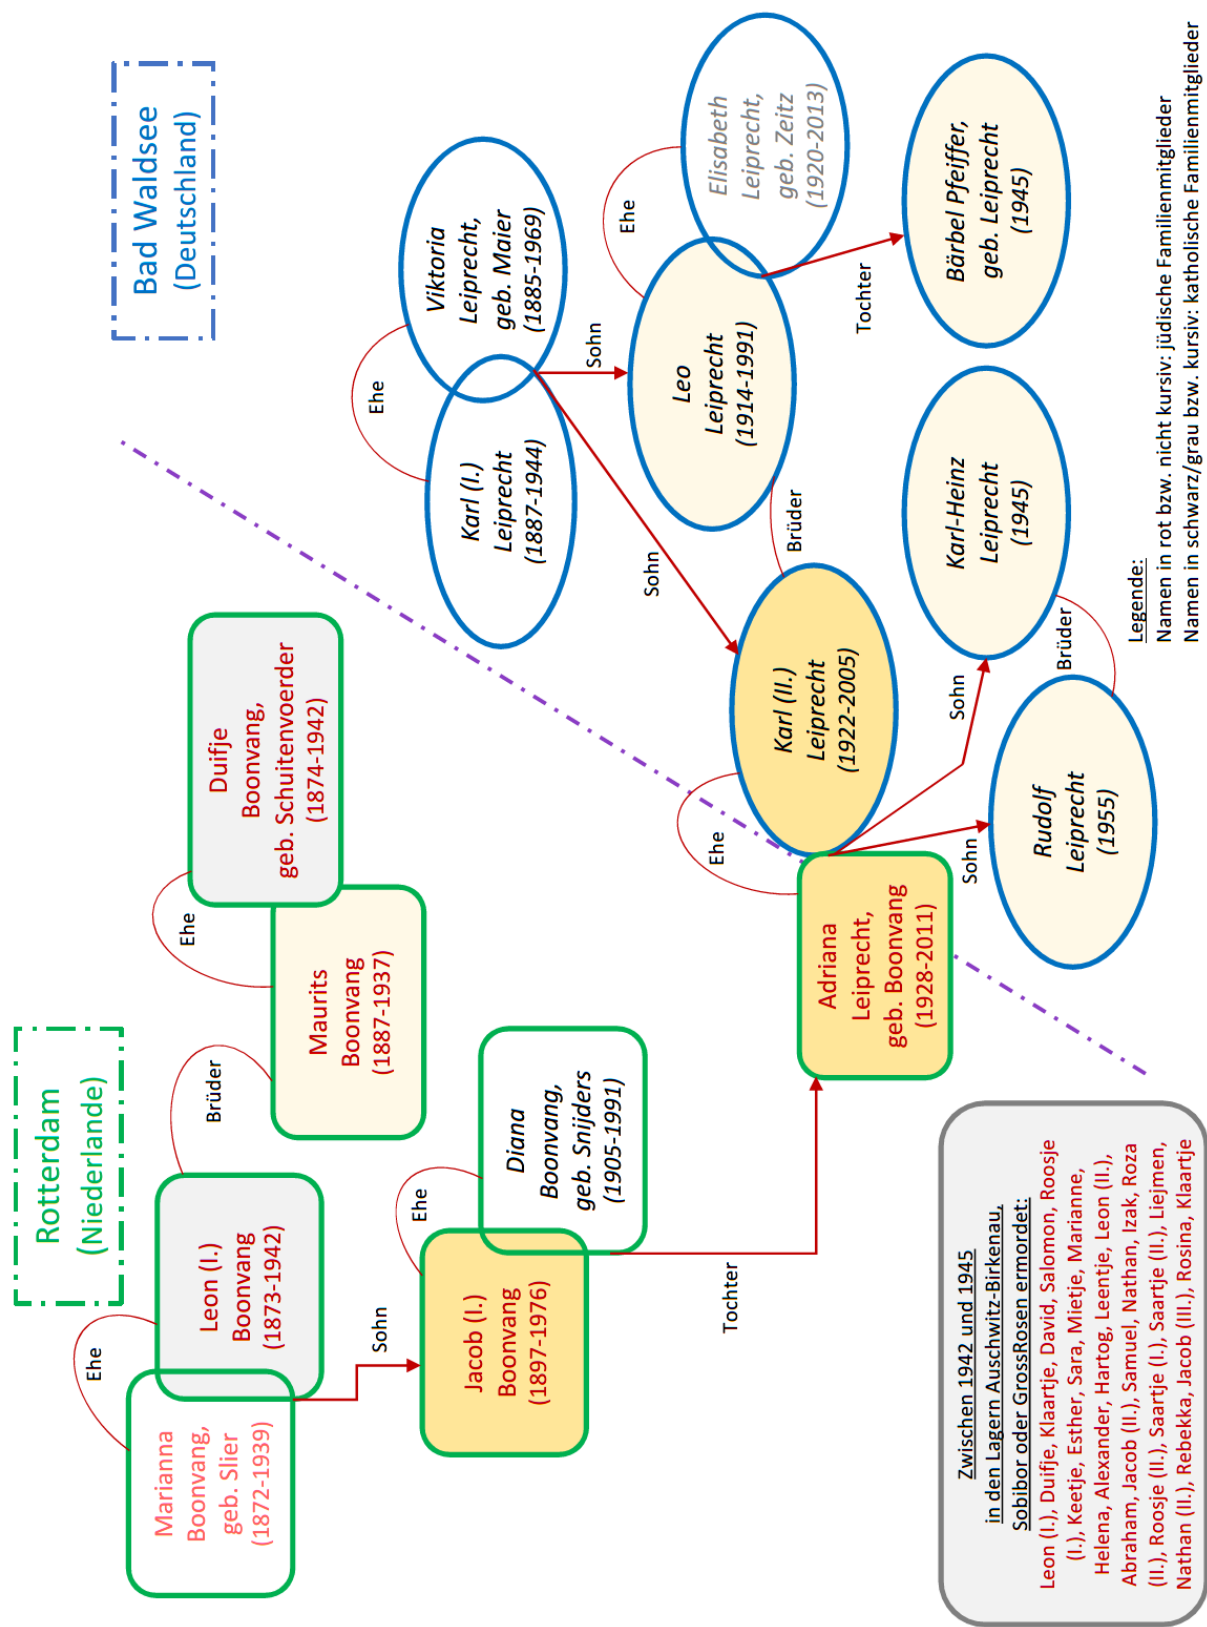 Rotterdam
(Niederlande)
Bad Waldsee
(Deutschland)
Ehe
Marianna
Boonvang,
geb. Slier
(1872-1939)
Leon (I.)
Boonvang
(1873-1942)
Brüder
Maurits
Boonvang
(1887-1937)
Ehe
Duifje
Boonvang,
geb. Schuitenvoerder
(1874-1942)
Sohn
Jacob (I.)
Boonvang
(1897-1976)
Ehe
Diana
Boonvang,
geb. Snijders
(1905-1991)
Tochter
Adriana
Leiprecht,
geb. Boonvang
(1928-2011)
Ehe
Karl (II.)
Leiprecht
(1922-2005)
Ehe
Karl (I.)
Leiprecht
(1887-1944)
Viktoria
Leiprecht,
geb. Maier
(1885-1969)
Sohn
Sohn
Brüder
Leo
Leiprecht
(1914-1991)
Ehe
Elisabeth
Leiprecht,
geb. Zeitz
(1920-2013)
Tochter
Bärbel Pfeiffer,
geb. Leiprecht
(1945)
Sohn
Sohn
Rudolf
Leiprecht
(1955)
Brüder
Karl-Heinz
Leiprecht
(1945)
Zwischen 1942 und 1945
in den Lagern Auschwitz-Birkenau,
Sobibor oder GrossRosen ermordet:
Leon (I.), Duifje, Klaartje, David, Salomon, Roosje
(I.), Keetje, Esther, Sara, Mietje, Marianne,
Helena, Alexander, Hartog, Leentje, Leon (II.),
Abraham, Jacob (II.), Samuel, Nathan, Izak, Roza
(II.), Roosje (II.), Saartje (I.), Saartje (II.), Liejmen,
Nathan (II.), Rebekka, Jacob (III.), Rosina, Klaartje
Legende:
Namen in rot bzw. nicht kursiv: jüdische Familienmitglieder
Namen in schwarz/grau bzw. kursiv: katholische Familienmitglieder